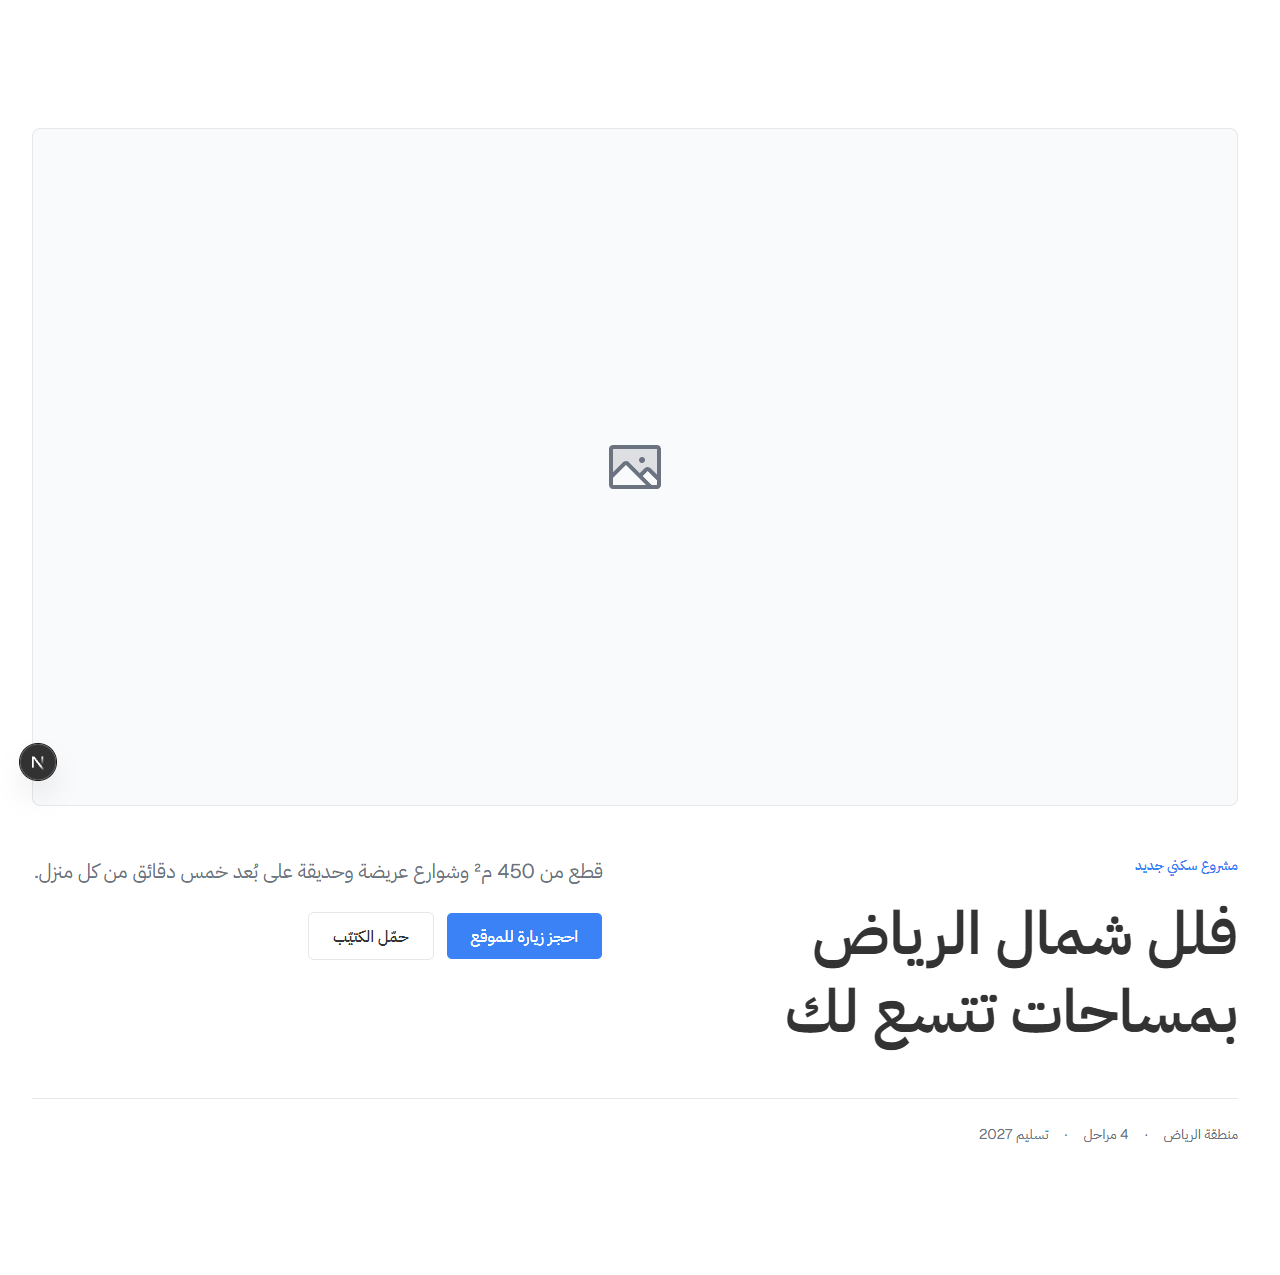 مشروع سكني جديد
فلل شمال الرياض
بمساحات تتسع لك
قطع من 450 م² وشوارع عريضة وحديقة على بُعد خمس دقائق من كل منزل.
احجز زيارة للموقع
حمّل الكتيّب
منطقة الرياض · 4 مراحل · تسليم 2027
N